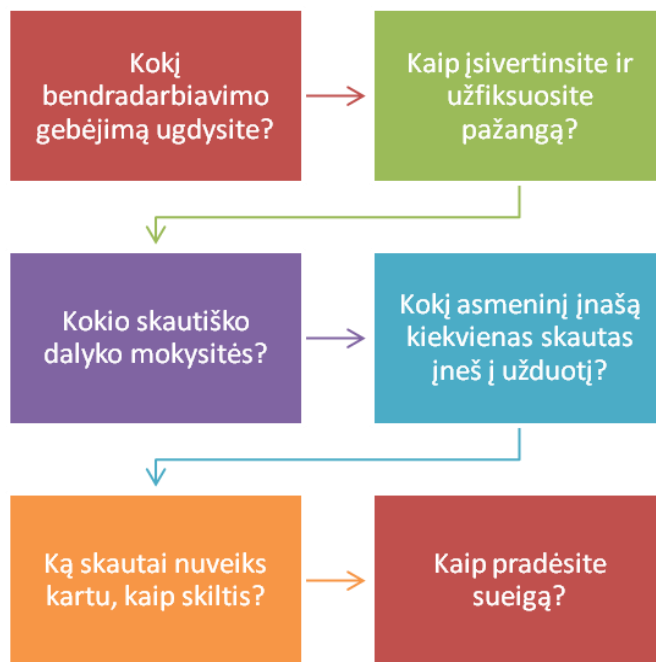 Kokį
bendradarbiavimo
gebėjimą ugdysite?
Kaip įsivertinsite ir
užfiksuosite
pažangą?
Kokio skautiško
dalyko mokysitės?
Kokį asmeninį įnašą
kiekvienas skautas
įneš į užduotį?
Ką skautai nuveiks
kartu, kaip skiltis?
Kaip pradėsite
sueigą?